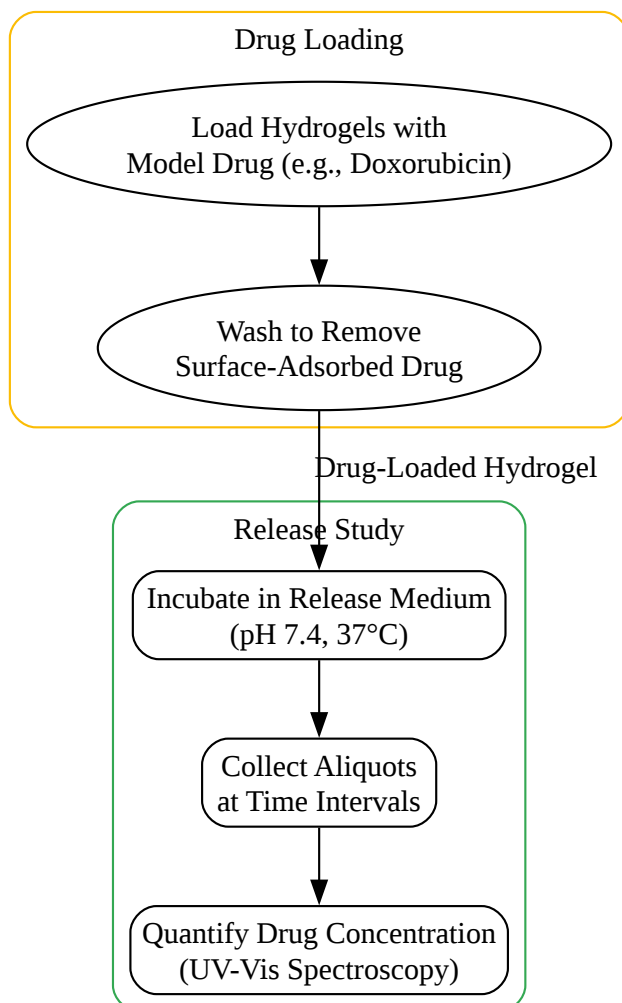 Drug Loading
Load Hydrogels with
Model Drug (e.g., Doxorubicin)
Wash to Remove
Surface-Adsorbed Drug
Drug-Loaded Hydrogel
Release Study
Incubate in Release Medium
(pH 7.4, 37°C)
Collect Aliquots
at Time Intervals
Quantify Drug Concentration
(UV-Vis Spectroscopy)